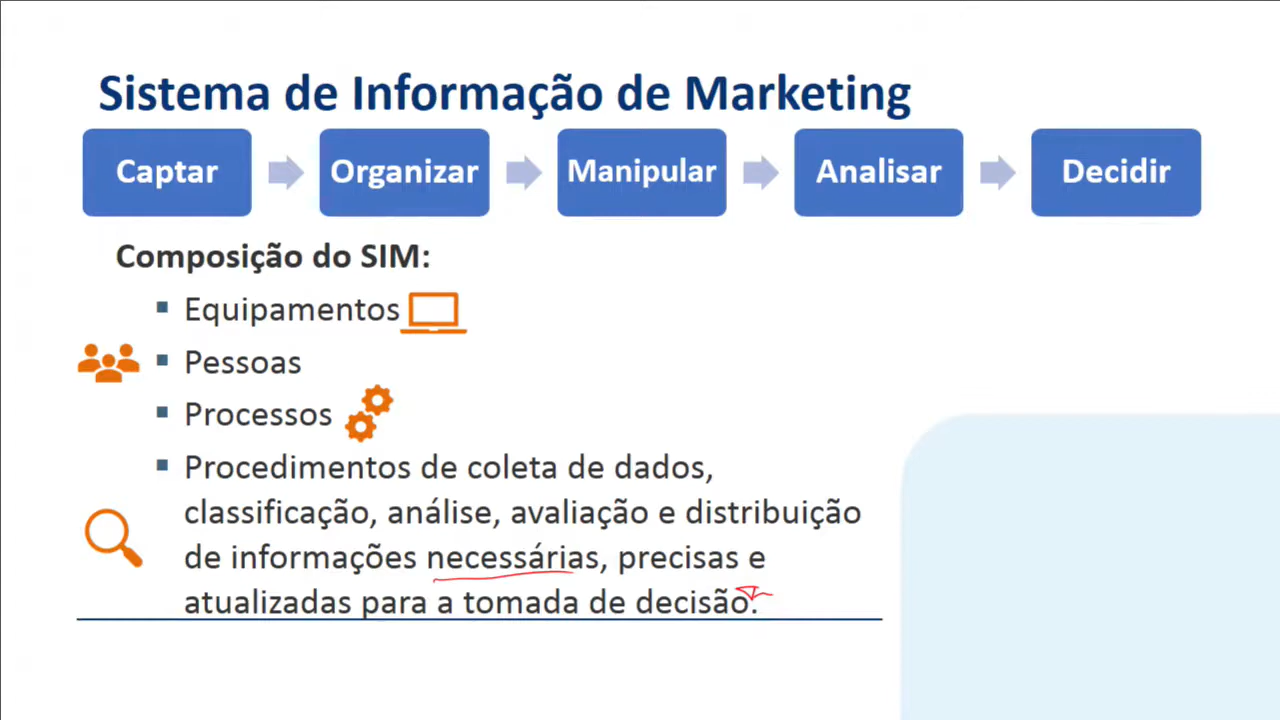 Sistema de Informação de Marketing
Captar
Organizar
Manipular
Analisar
Decidir
Composição do SIM:
▪ Equipamentos
▪ Pessoas
▪ Processos
▪ Procedimentos de coleta de dados,
classificação, análise, avaliação e distribuição
de informações necessárias, precisas e
atualizadas para a tomada de decisão.